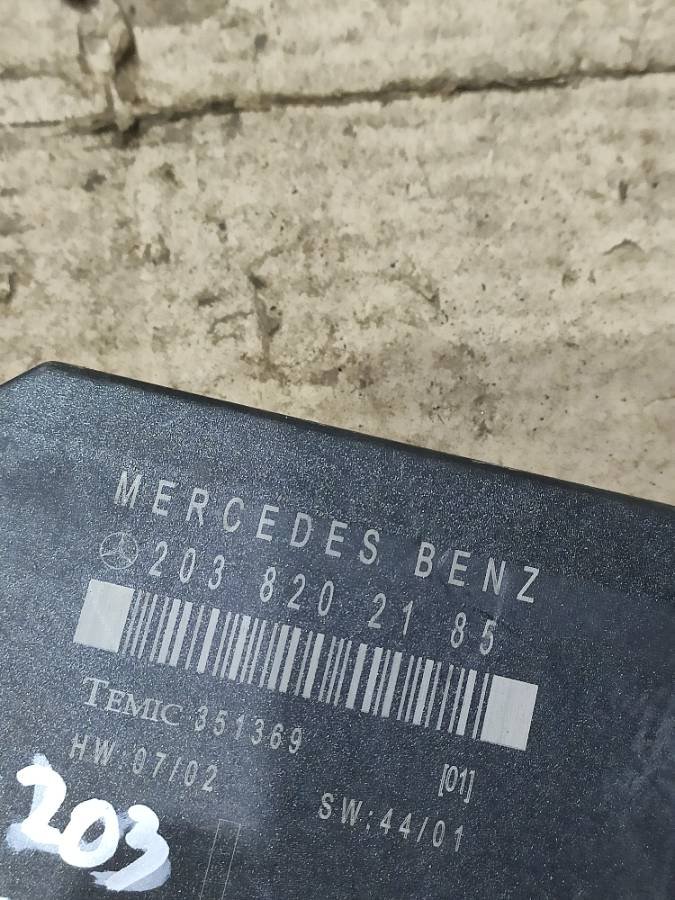 MERCEDES BENZ
203 820 21 85
TEMIC 351369
HW:07/02
[01]
SW:44/01
203